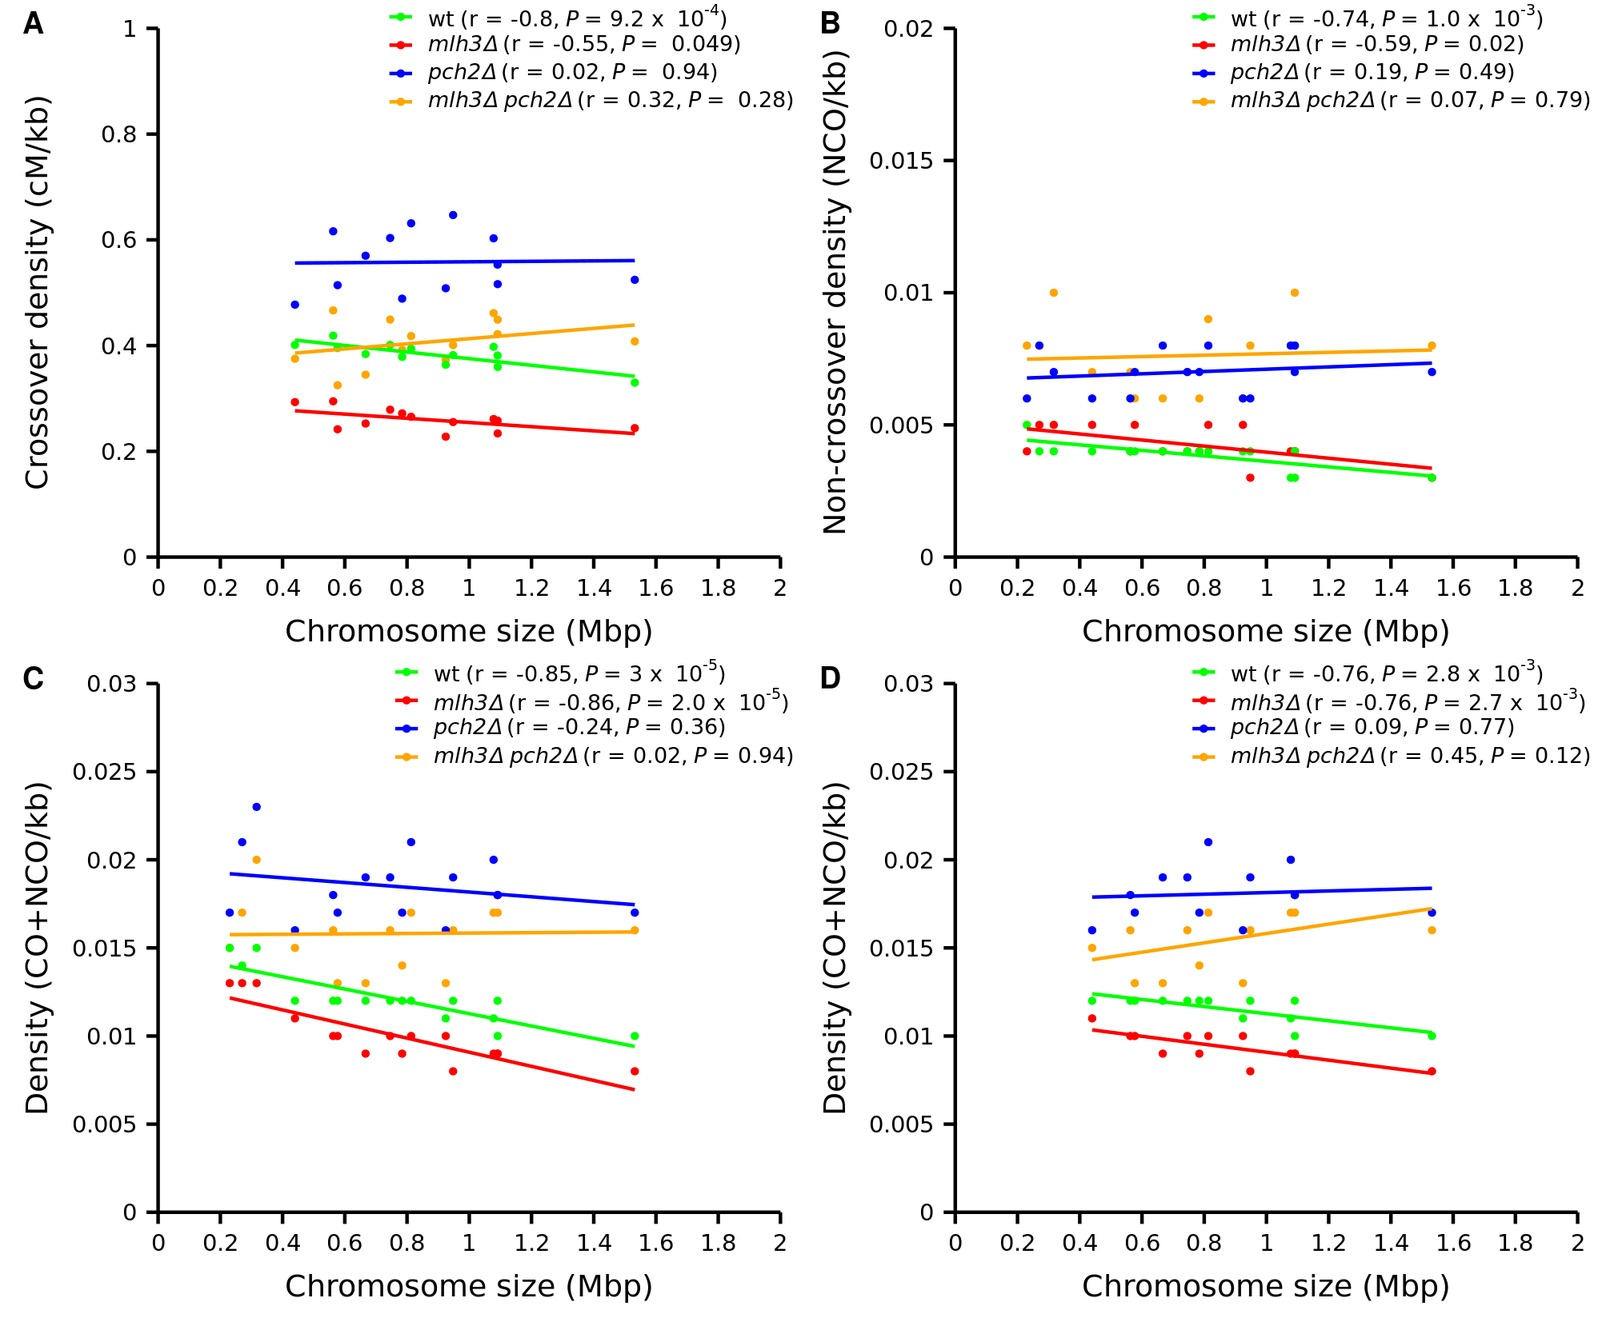 A
wt (r = -0.8, P = 9.2 x 10-4)
mlh3Δ (r = -0.55, P = 0.049)
pch2Δ (r = 0.02, P = 0.94)
mlh3Δ pch2Δ (r = 0.32, P = 0.28)
Crossover density (cM/kb)
1
0.8
0.6
0.4
0.2
0
0 0.2 0.4 0.6 0.8 1 1.2 1.4 1.6 1.8 2
Chromosome size (Mbp)
B
wt (r = -0.74, P = 1.0 x 10-3)
mlh3Δ (r = -0.59, P = 0.02)
pch2Δ (r = 0.19, P = 0.49)
mlh3Δ pch2Δ (r = 0.07, P = 0.79)
Non-crossover density (NCO/kb)
0.02
0.015
0.01
0.005
0
0 0.2 0.4 0.6 0.8 1 1.2 1.4 1.6 1.8 2
Chromosome size (Mbp)
C
wt (r = -0.85, P = 3 x 10-5)
mlh3Δ (r = -0.86, P = 2.0 x 10-5)
pch2Δ (r = -0.24, P = 0.36)
mlh3Δ pch2Δ (r = 0.02, P = 0.94)
Density (CO+NCO/kb)
0.03
0.025
0.02
0.015
0.01
0.005
0
0 0.2 0.4 0.6 0.8 1 1.2 1.4 1.6 1.8 2
Chromosome size (Mbp)
D
wt (r = -0.76, P = 2.8 x 10-3)
mlh3Δ (r = -0.76, P = 2.7 x 10-3)
pch2Δ (r = 0.09, P = 0.77)
mlh3Δ pch2Δ (r = 0.45, P = 0.12)
Density (CO+NCO/kb)
0.03
0.025
0.02
0.015
0.01
0.005
0
0 0.2 0.4 0.6 0.8 1 1.2 1.4 1.6 1.8 2
Chromosome size (Mbp)